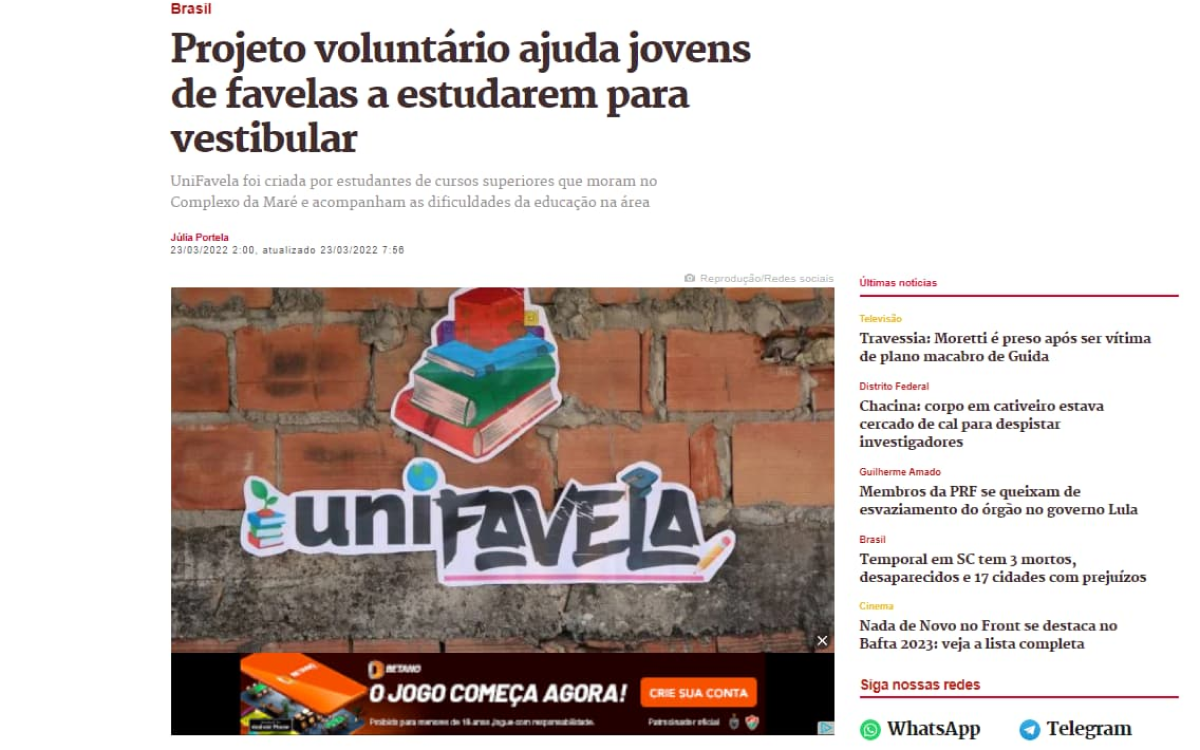 Brasil
Projeto voluntário ajuda jovens
de favelas a estudarem para
vestibular
UniFavela foi criada por estudantes de cursos superiores que moram no
Complexo da Maré e acompanham as dificuldades da educação na área
Júlia Portela
23/03/2022 2:00, atualizado 23/03/2022 7:56
Reprodução/Redes sociais
uniFAVELA
BETANO
O JOGO COMEÇA AGORA!
CRIE SUA CONTA
Proibido para menores de 18 anos, jogue com responsabilidade.
Patrocinador oficial
Últimas notícias
Televisão
Travessia: Moretti é preso após ser vítima
de plano macabro de Guida
Distrito Federal
Chacina: corpo em cativeiro estava
cercado de cal para despistar
investigadores
Guilherme Amado
Membros da PRF se queixam de
esvaziamento do órgão no governo Lula
Brasil
Temporal em SC tem 3 mortos,
desaparecidos e 17 cidades com prejuízos
Cinema
Nada de Novo no Front se destaca no
Bafta 2023: veja a lista completa
Siga nossas redes
WhatsApp
Telegram